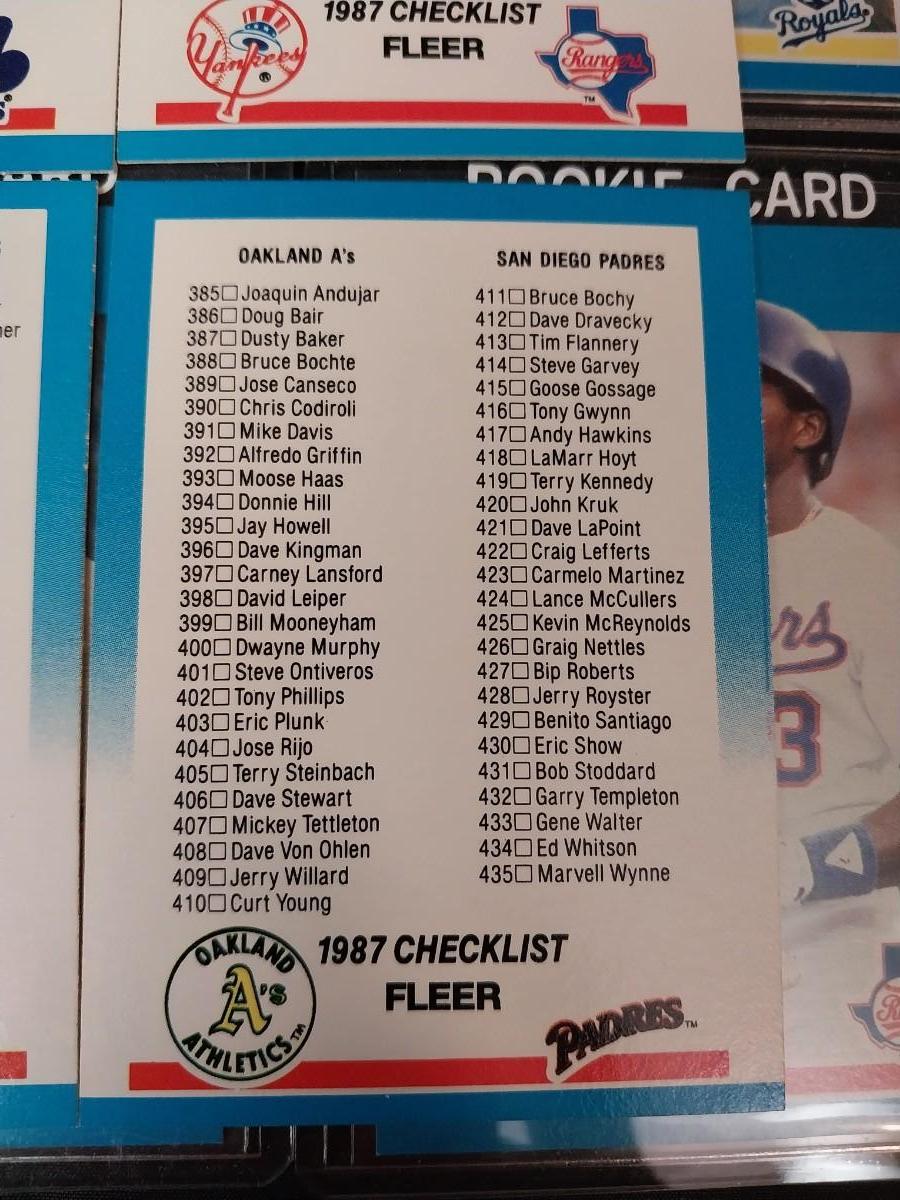 Yankees
®
1987 CHECKLIST
FLEER
Rangers
TM
Royals
ROOKIE CARD
OAKLAND A's
385 Joaquin Andujar
386 Doug Bair
387 Dusty Baker
388 Bruce Bochte
389 Jose Canseco
390 Chris Codiroli
391 Mike Davis
392 Alfredo Griffin
393 Moose Haas
394 Donnie Hill
395 Jay Howell
396 Dave Kingman
397 Carney Lansford
398 David Leiper
399 Bill Mooneyham
400 Dwayne Murphy
401 Steve Ontiveros
402 Tony Phillips
403 Eric Plunk
404 Jose Rijo
405 Terry Steinbach
406 Dave Stewart
407 Mickey Tettleton
408 Dave Von Ohlen
409 Jerry Willard
410 Curt Young
SAN DIEGO PADRES
411 Bruce Bochy
412 Dave Dravecky
413 Tim Flannery
414 Steve Garvey
415 Goose Gossage
416 Tony Gwynn
417 Andy Hawkins
418 LaMarr Hoyt
419 Terry Kennedy
420 John Kruk
421 Dave LaPoint
422 Craig Lefferts
423 Carmelo Martinez
424 Lance McCullers
425 Kevin McReynolds
426 Graig Nettles
427 Bip Roberts
428 Jerry Royster
429 Benito Santiago
430 Eric Show
431 Bob Stoddard
432 Garry Templeton
433 Gene Walter
434 Ed Whitson
435 Marvell Wynne
OAKLAND
A's
ATHLETICS TM
1987 CHECKLIST
FLEER
PADRES TM
rs
3